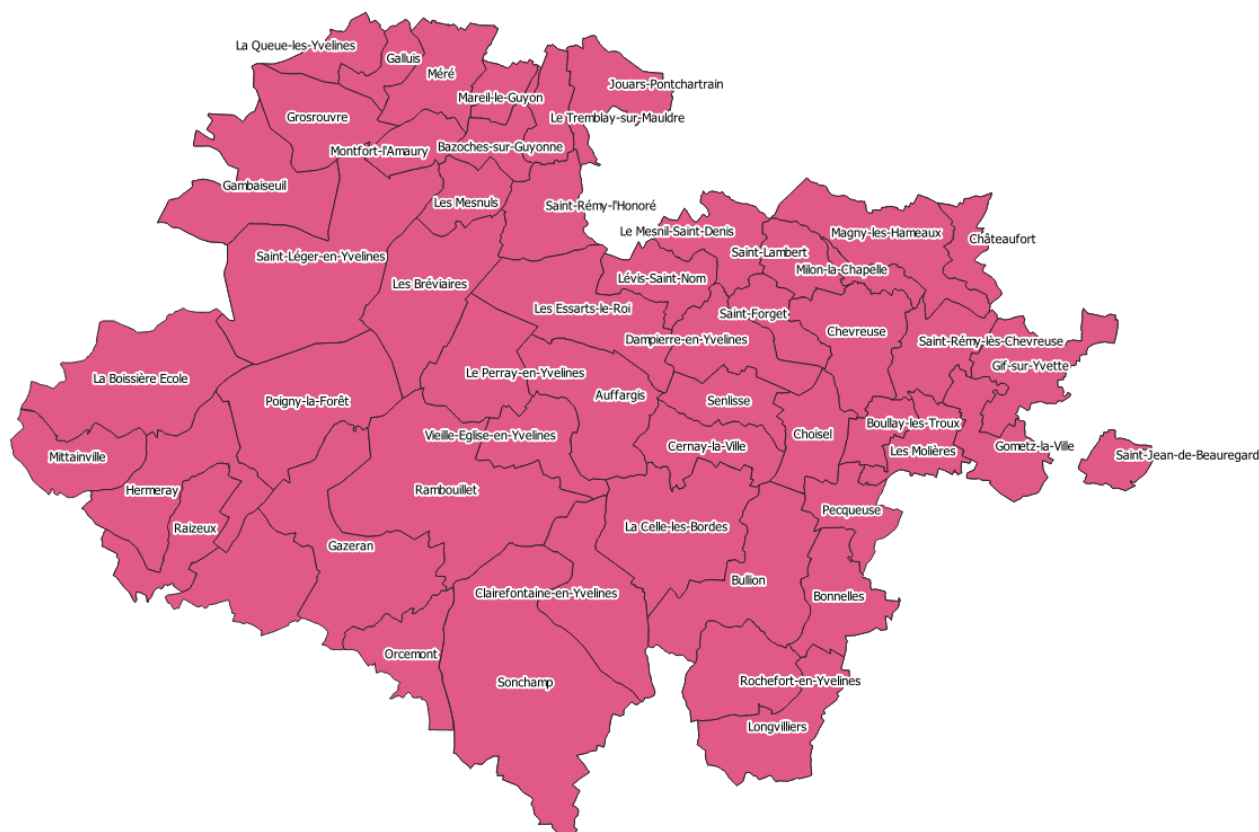 La Queue-les-Yvelines
Galluis
Méré
Jouars-Pontchartrain
Mareil-le-Guyon
Grosrouvre
Le Tremblay-sur-Mauldre
Montfort-l'Amaury
Bazoches-sur-Guyonne
Gambaiseuil
Les Mesnuls
Saint-Rémy-l'Honoré
Le Mesnil-Saint-Denis
Magny-les-Hameaux
Châteaufort
Saint-Léger-en-Yvelines
Saint-Lambert
Milon-la-Chapelle
Lévis-Saint-Nom
Les Bréviaires
Les Essarts-le-Roi
Saint-Forget
Chevreuse
Dampierre-en-Yvelines
Saint-Rémy-lès-Chevreuse
Gif-sur-Yvette
La Boissière Ecole
Le Perray-en-Yvelines
Auffargis
Poigny-la-Forêt
Senlisse
Boullay-les-Troux
Vieille-Eglise-en-Yvelines
Choisel
Cernay-la-Ville
Gometz-la-Ville
Les Molières
Mittainville
Saint-Jean-de-Beauregard
Hermeray
Rambouillet
Pecqueuse
Raizeux
La Celle-les-Bordes
Gazeran
Bullion
Clairefontaine-en-Yvelines
Bonnelles
Orcemont
Sonchamp
Rochefort-en-Yvelines
Longvilliers